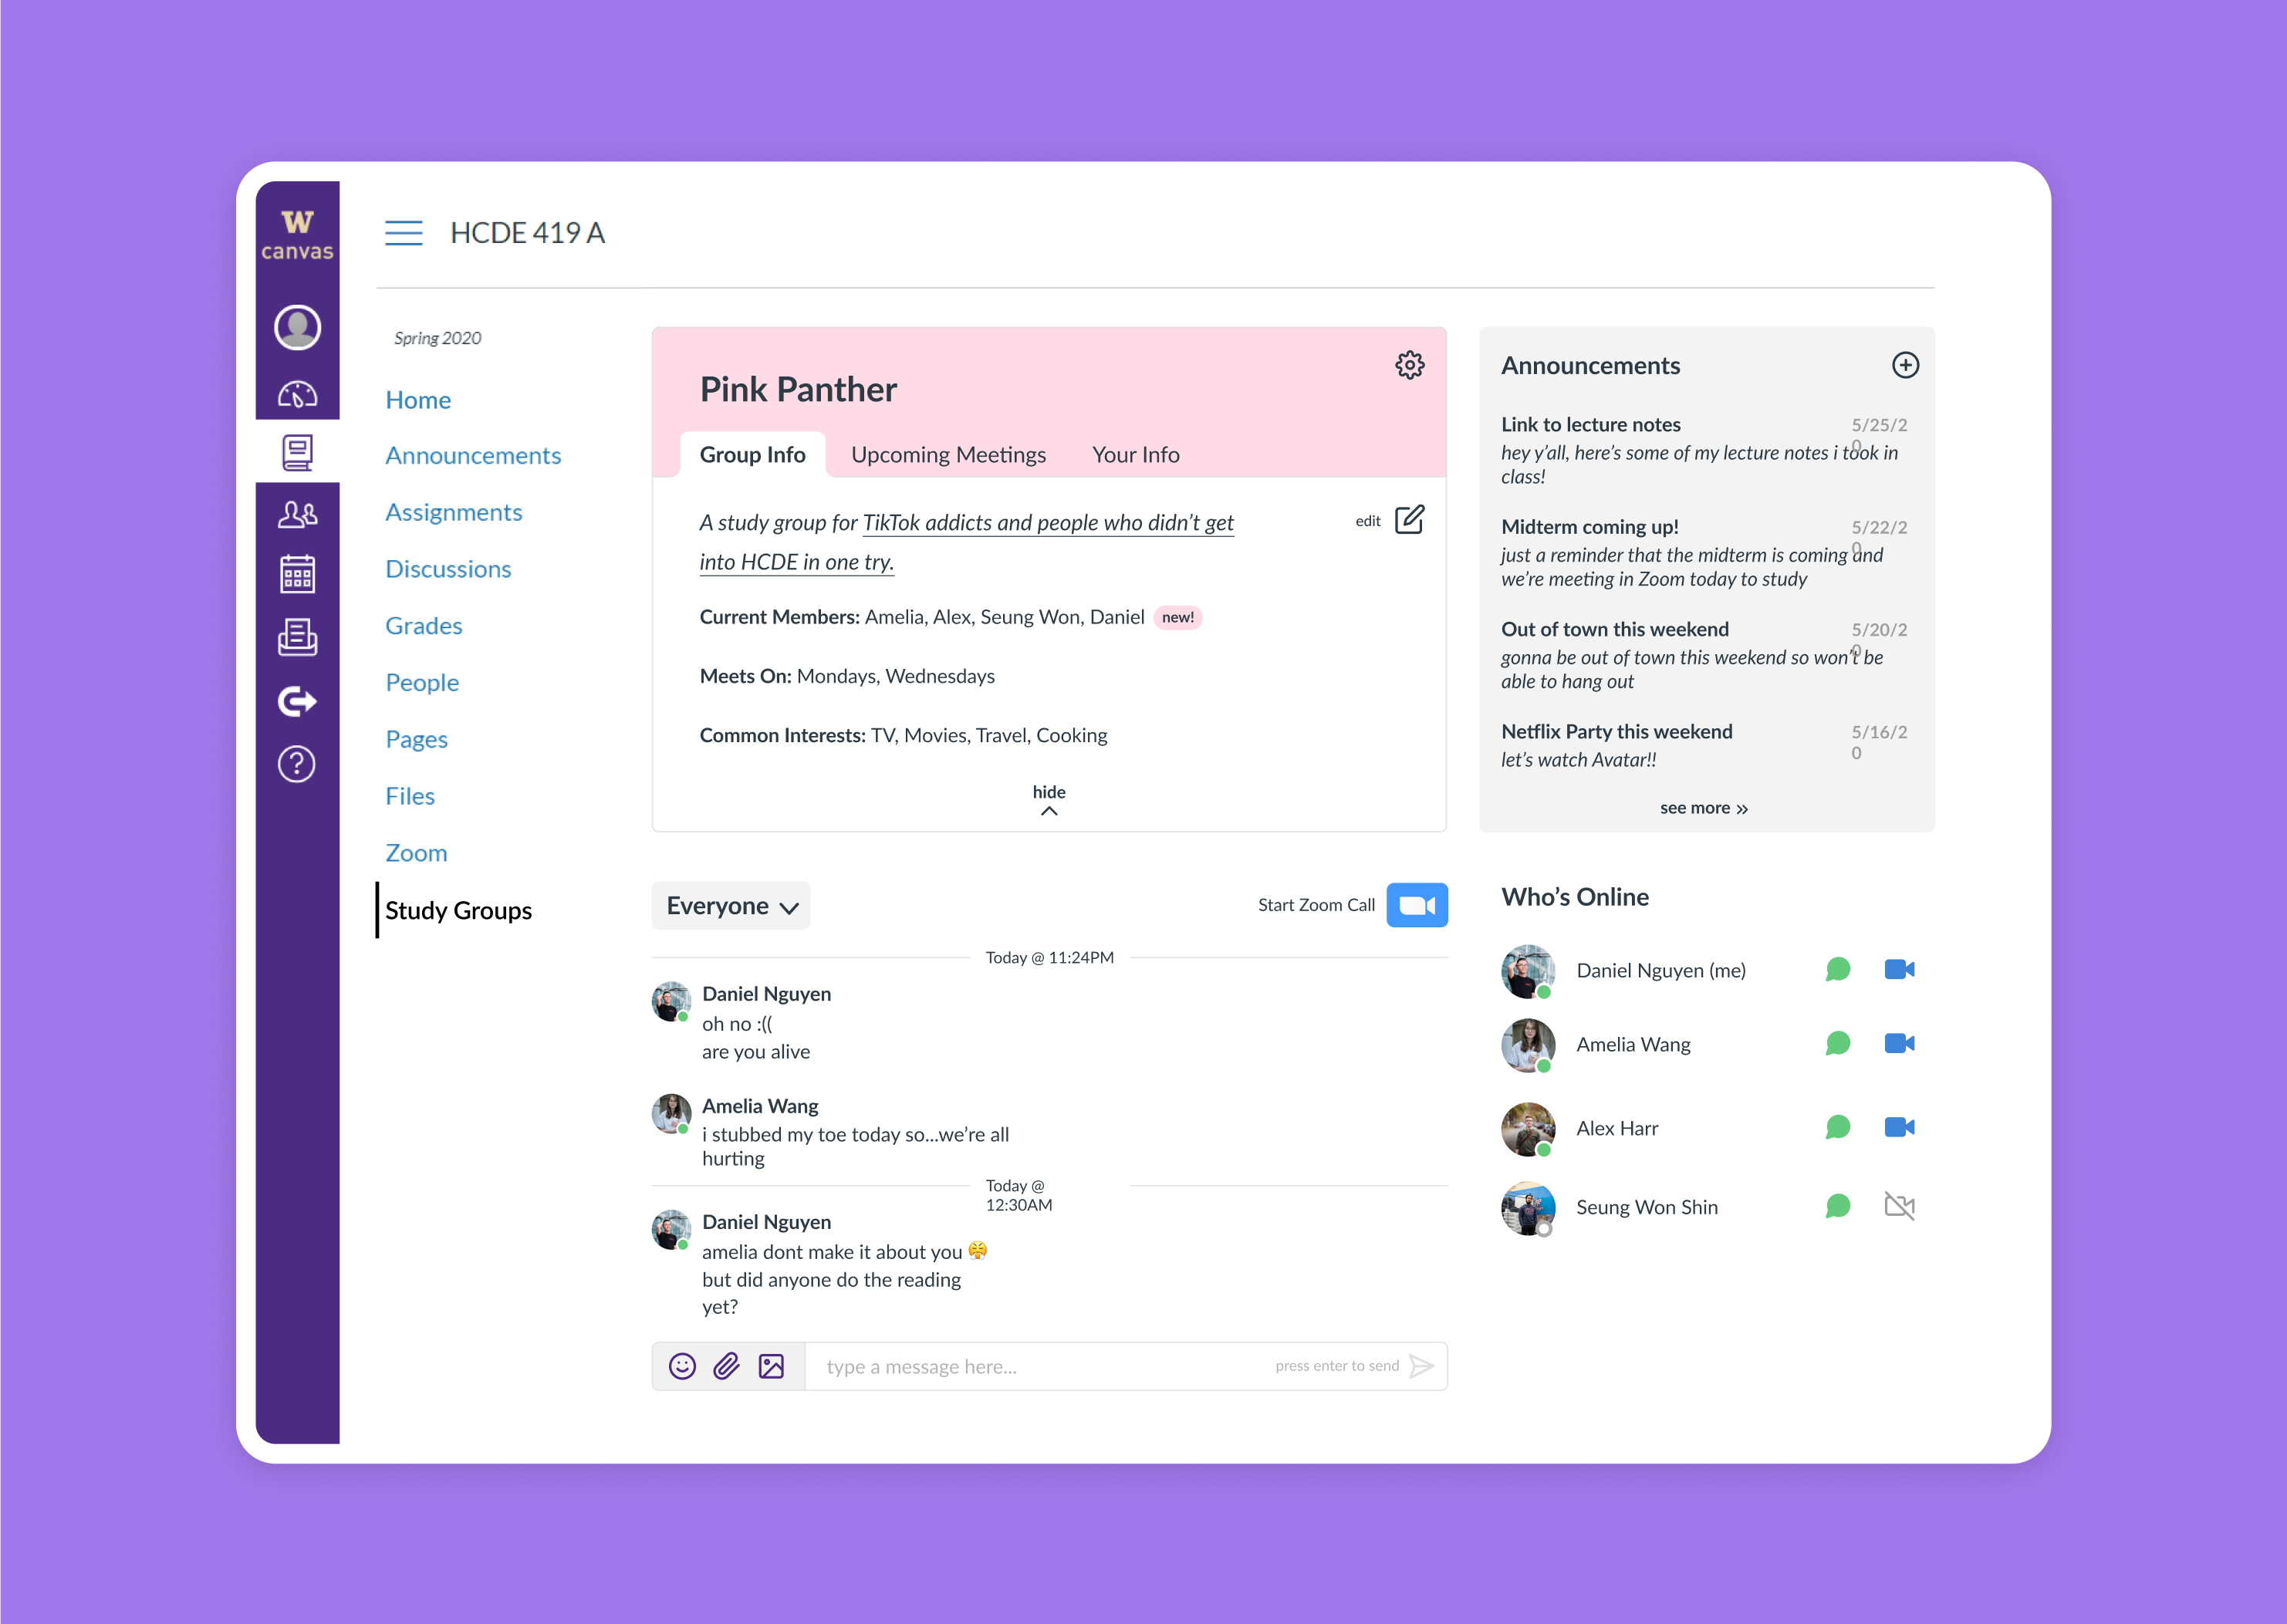 W
canvas
HCDE 419 A
Spring 2020
Home
Announcements
Assignments
Discussions
Grades
People
Pages
Files
Zoom
Study Groups
Pink Panther
Group Info
Upcoming Meetings
Your Info
A study group for TikTok addicts and people who didn’t get
into HCDE in one try.
edit
Current Members: Amelia, Alex, Seung Won, Daniel new!
Meets On: Mondays, Wednesdays
Common Interests: TV, Movies, Travel, Cooking
hide
Announcements
Link to lecture notes
5/25/2
0
hey y’all, here’s some of my lecture notes i took in
class!
Midterm coming up!
5/22/2
0
just a reminder that the midterm is coming and
we’re meeting in Zoom today to study
Out of town this weekend
5/20/2
0
gonna be out of town this weekend so won’t be
able to hang out
Netflix Party this weekend
5/16/2
0
let’s watch Avatar!!
see more »
Everyone
Start Zoom Call
Today @ 11:24PM
Daniel Nguyen
oh no :((
are you alive
Amelia Wang
i stubbed my toe today so...we’re all
hurting
Today @
12:30AM
Daniel Nguyen
amelia dont make it about you 😤
but did anyone do the reading
yet?
type a message here...
press enter to send
Who’s Online
Daniel Nguyen (me)
Amelia Wang
Alex Harr
Seung Won Shin